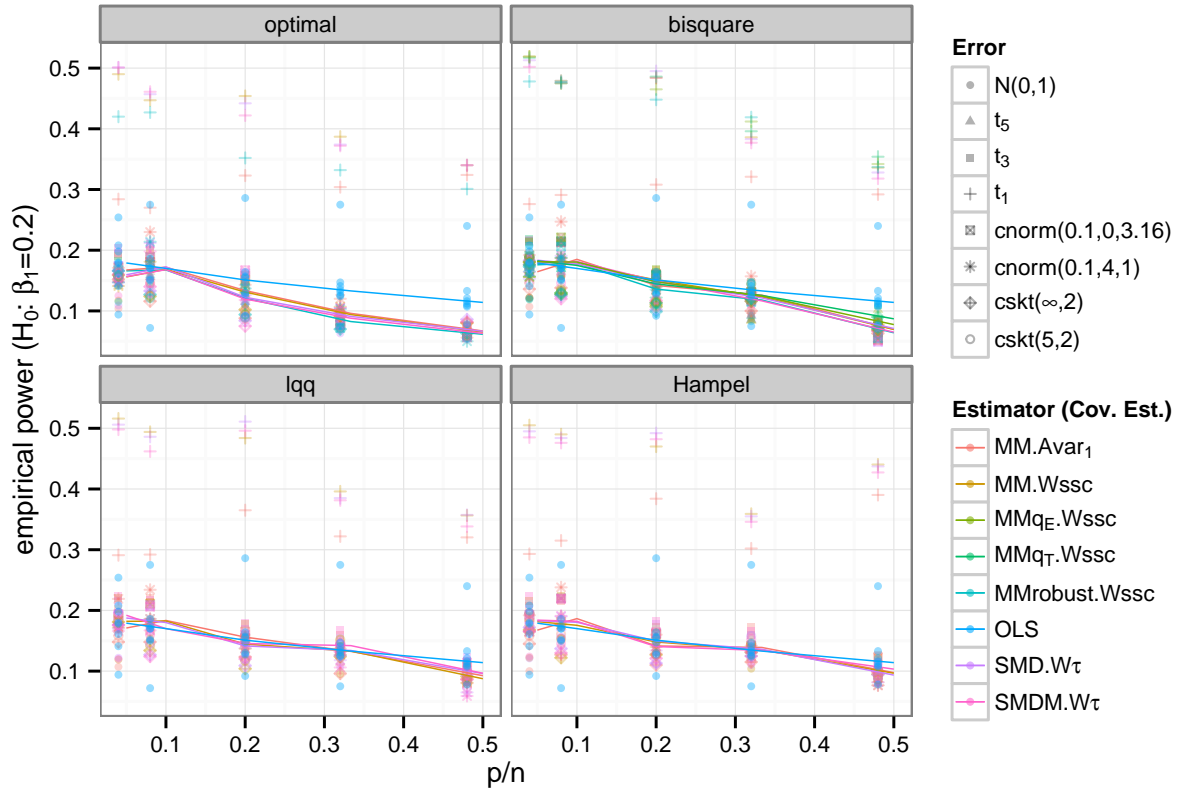 optimal
bisquare
0.5
0.4
0.3
0.2
0.1
lqq
Hampel
0.5
0.4
0.3
0.2
0.1
0.1 0.2 0.3 0.4 0.5
0.1 0.2 0.3 0.4 0.5
p/n
empirical power (H₀: β₁=0.2)
Error
N(0,1)
t₅
t₃
t₁
cnorm(0.1,0,3.16)
cnorm(0.1,4,1)
cskt(∞,2)
cskt(5,2)
Estimator (Cov. Est.)
MM.Avar₁
MM.Wssc
MMq_E.Wssc
MMq_T.Wssc
MMrobust.Wssc
OLS
SMD.Wτ
SMDM.Wτ